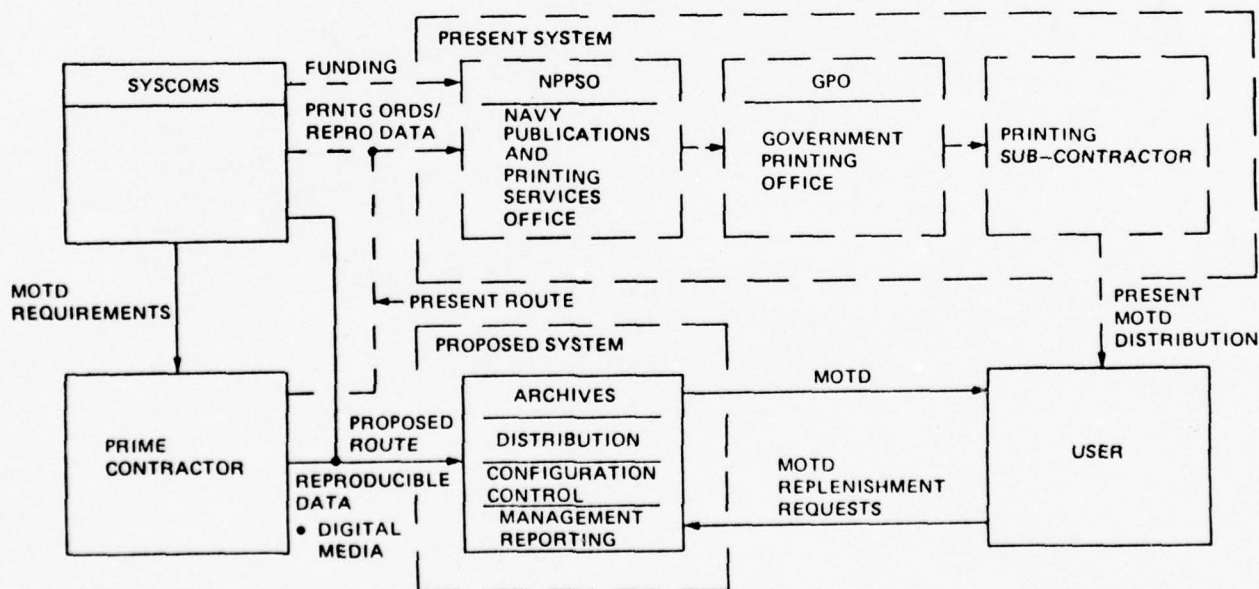 PRESENT SYSTEM
SYSCOMS
FUNDING
PRNTG ORDS/
REPRO DATA
NPPSO
NAVY
PUBLICATIONS
AND
PRINTING
SERVICES
OFFICE
GPO
GOVERNMENT
PRINTING
OFFICE
PRINTING
SUB-CONTRACTOR
MOTD
REQUIREMENTS
PRESENT ROUTE
PRESENT
MOTD
DISTRIBUTION
PROPOSED SYSTEM
PRIME
CONTRACTOR
PROPOSED
ROUTE
REPRODUCIBLE
DATA
• DIGITAL
MEDIA
ARCHIVES
DISTRIBUTION
CONFIGURATION
CONTROL
MANAGEMENT
REPORTING
MOTD
MOTD
REPLENISHMENT
REQUESTS
USER